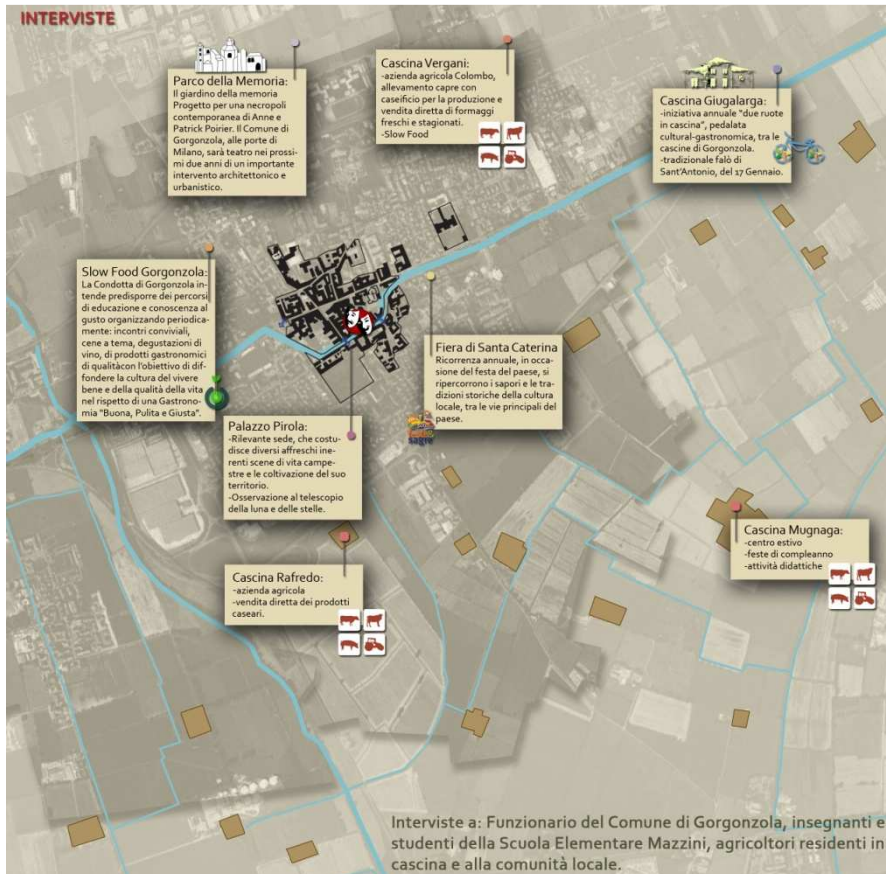 INTERVISTE
Parco della Memoria:
Il giardino della memoria
Progetto per una necropoli
contemporanea di Anne e
Patrick Poirier. Il Comune di
Gorgonzola, alle porte di
Milano, sarà teatro nei prossi-
mi due anni di un importante
intervento architettonico e
urbanistico.
Cascina Vergani:
-azienda agricola Colombo,
allevamento capre con
caseificio per la produzione e
vendita diretta di formaggi
freschi e stagionati.
-Slow Food
Cascina Giugalarga:
-iniziativa annuale "due ruote
in cascina", pedalata
cultural-gastronomica, tra le
cascine di Gorgonzola.
-tradizionale falò di
Sant'Antonio, del 17 Gennaio.
Slow Food Gorgonzola:
La Condotta di Gorgonzola in-
tende predisporre dei percorsi
di educazione e conoscenza al
gusto organizzando periodica-
mente: incontri conviviali,
cene a tema, degustazioni di
vino, di prodotti gastronomici
di qualitàcon l'obiettivo di dif-
fondere la cultura del vivere
bene e della qualità della vita
nel rispetto di una Gastrono-
mia "Buona, Pulita e Giusta".
Fiera di Santa Caterina
Ricorrenza annuale, in occa-
sione del festa del paese, si
ripercorrono i sapori e le tra-
dizioni storiche della cultura
locale, tra le vie principali del
paese.
sagre
Palazzo Pirola:
-Rilevante sede, che costu-
disce diversi affreschi ine-
renti scene di vita campe-
stre e le coltivazione del suo
territorio.
-Osservazione al telescopio
della luna e delle stelle.
Cascina Mugnaga:
-centro estivo
-feste di compleanno
-attività didattiche
Cascina Rafredo:
-azienda agricola
-vendita diretta dei prodotti
caseari.
Interviste a: Funzionario del Comune di Gorgonzola, insegnanti e
studenti della Scuola Elementare Mazzini, agricoltori residenti in
cascina e alla comunità locale.